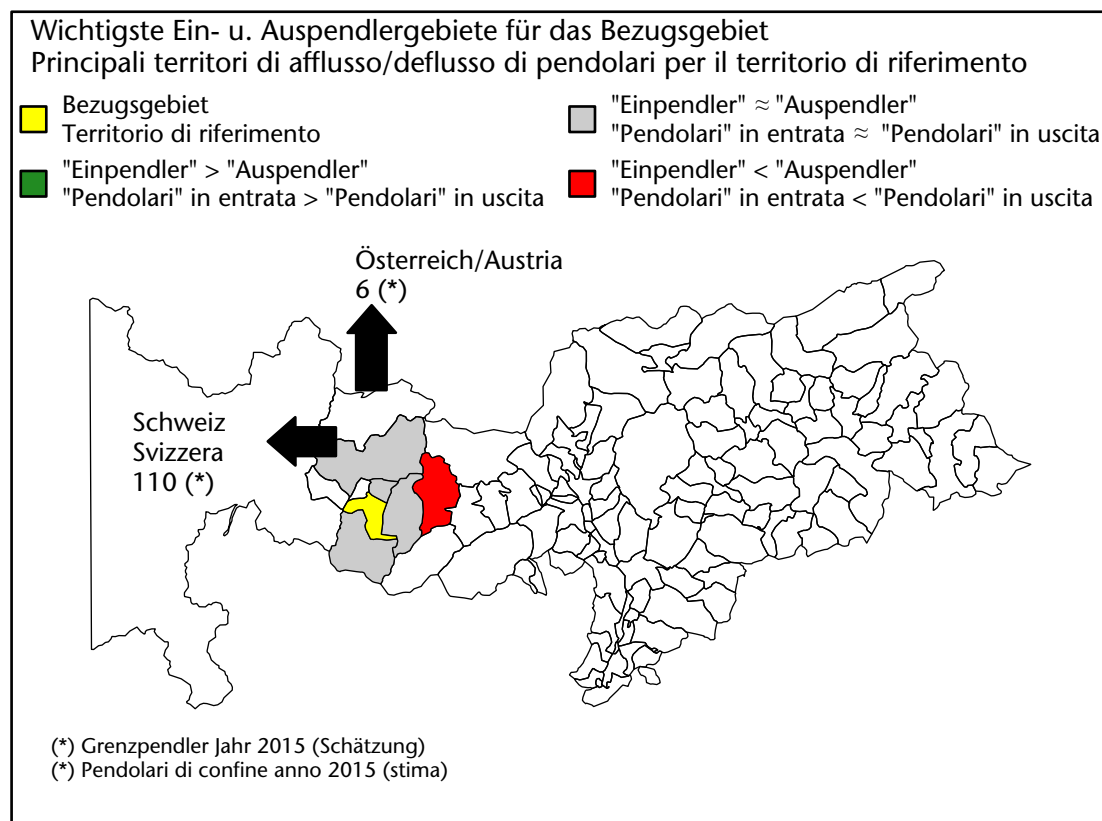 Wichtigste Ein- u. Auspendlergebiete für das Bezugsgebiet
Principali territori di afflusso/deflusso di pendolari per il territorio di riferimento
Bezugsgebiet
Territorio di riferimento
"Einpendler" > "Auspendler"
"Pendolari" in entrata > "Pendolari" in uscita
"Einpendler" ≈ "Auspendler"
"Pendolari" in entrata ≈ "Pendolari" in uscita
"Einpendler" < "Auspendler"
"Pendolari" in entrata < "Pendolari" in uscita
Österreich/Austria
6 (*)
Schweiz
Svizzera
110 (*)
(*) Grenzpendler Jahr 2015 (Schätzung)
(*) Pendolari di confine anno 2015 (stima)